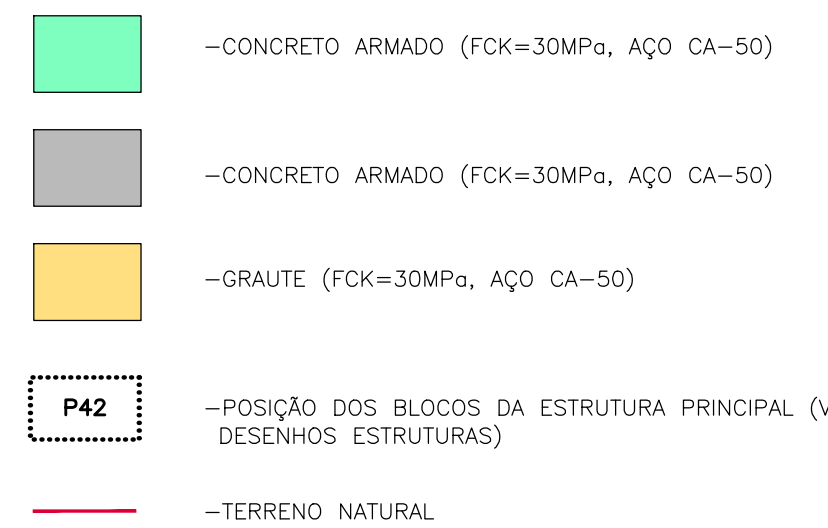 -CONCRETO ARMADO (FCK=30MPa, AÇO CA-50)
-CONCRETO ARMADO (FCK=30MPa, AÇO CA-50)
-GRAUTE (FCK=30MPa, AÇO CA-50)
P42
-POSIÇÃO DOS BLOCOS DA ESTRUTURA PRINCIPAL (
DESENHOS ESTRUTURAS)
-TERRENO NATURAL